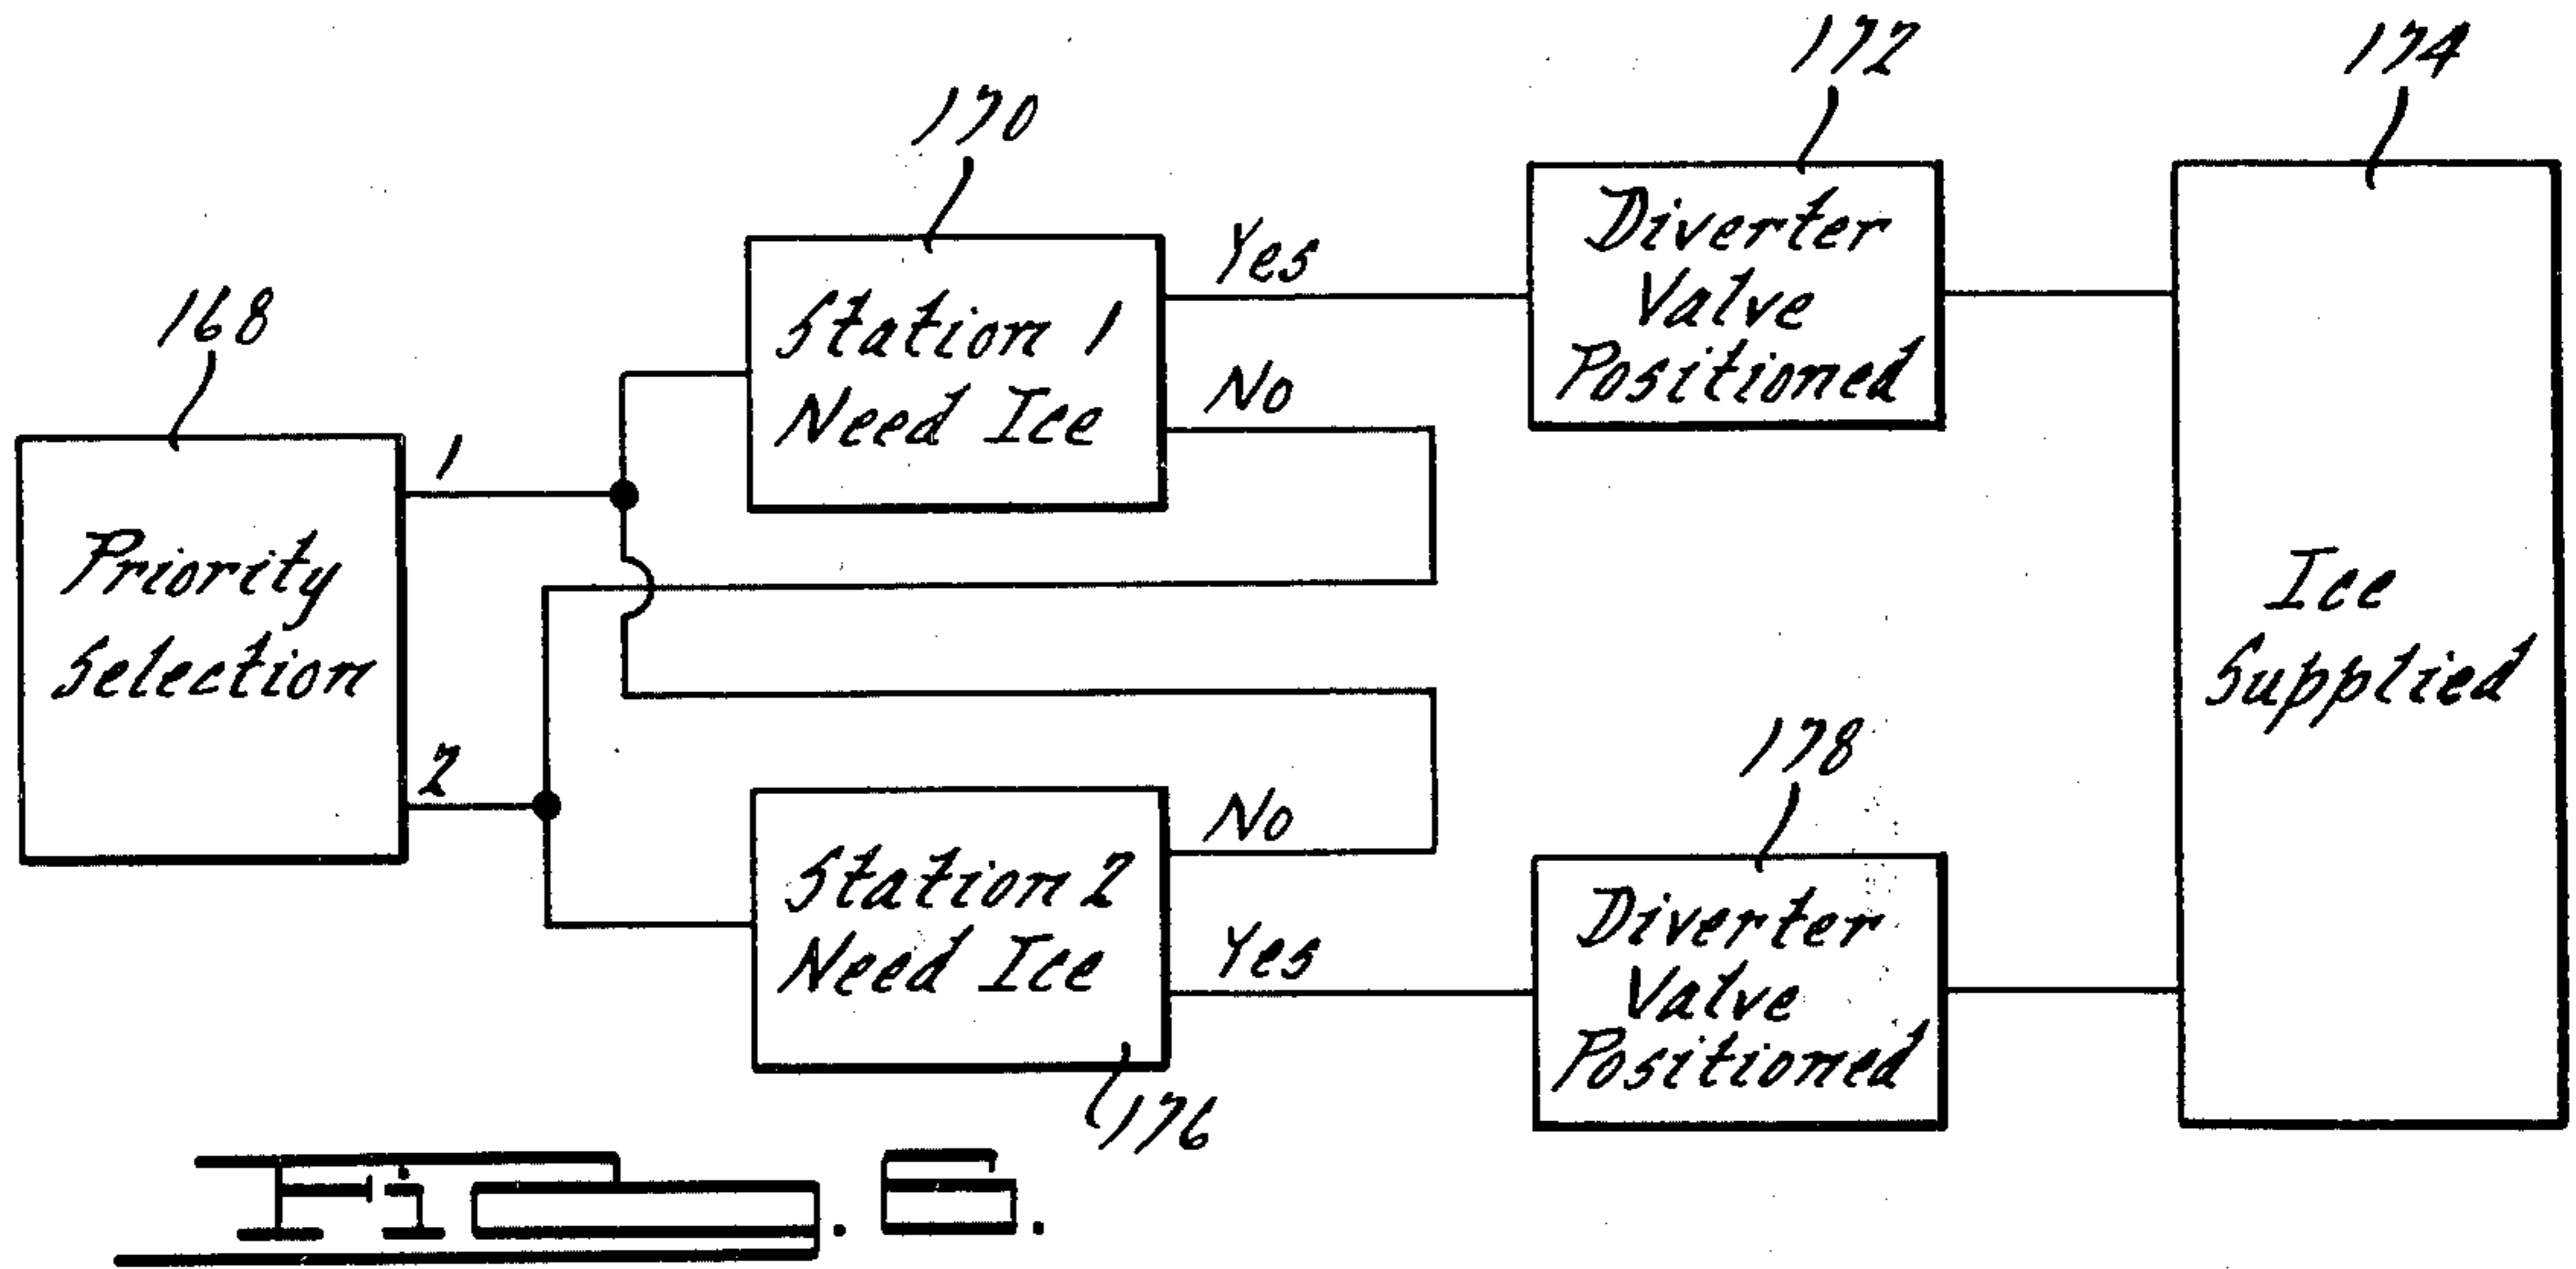 172
174
170
168
Diverter
Valve
Positioned
Yes
Station 1
Need Ice
No
1
Priority
Selection
Ice
Supplied
2
178
No
Station 2
Need Ice
Yes
Diverter
Valve
Positioned
176
Fig. 6.